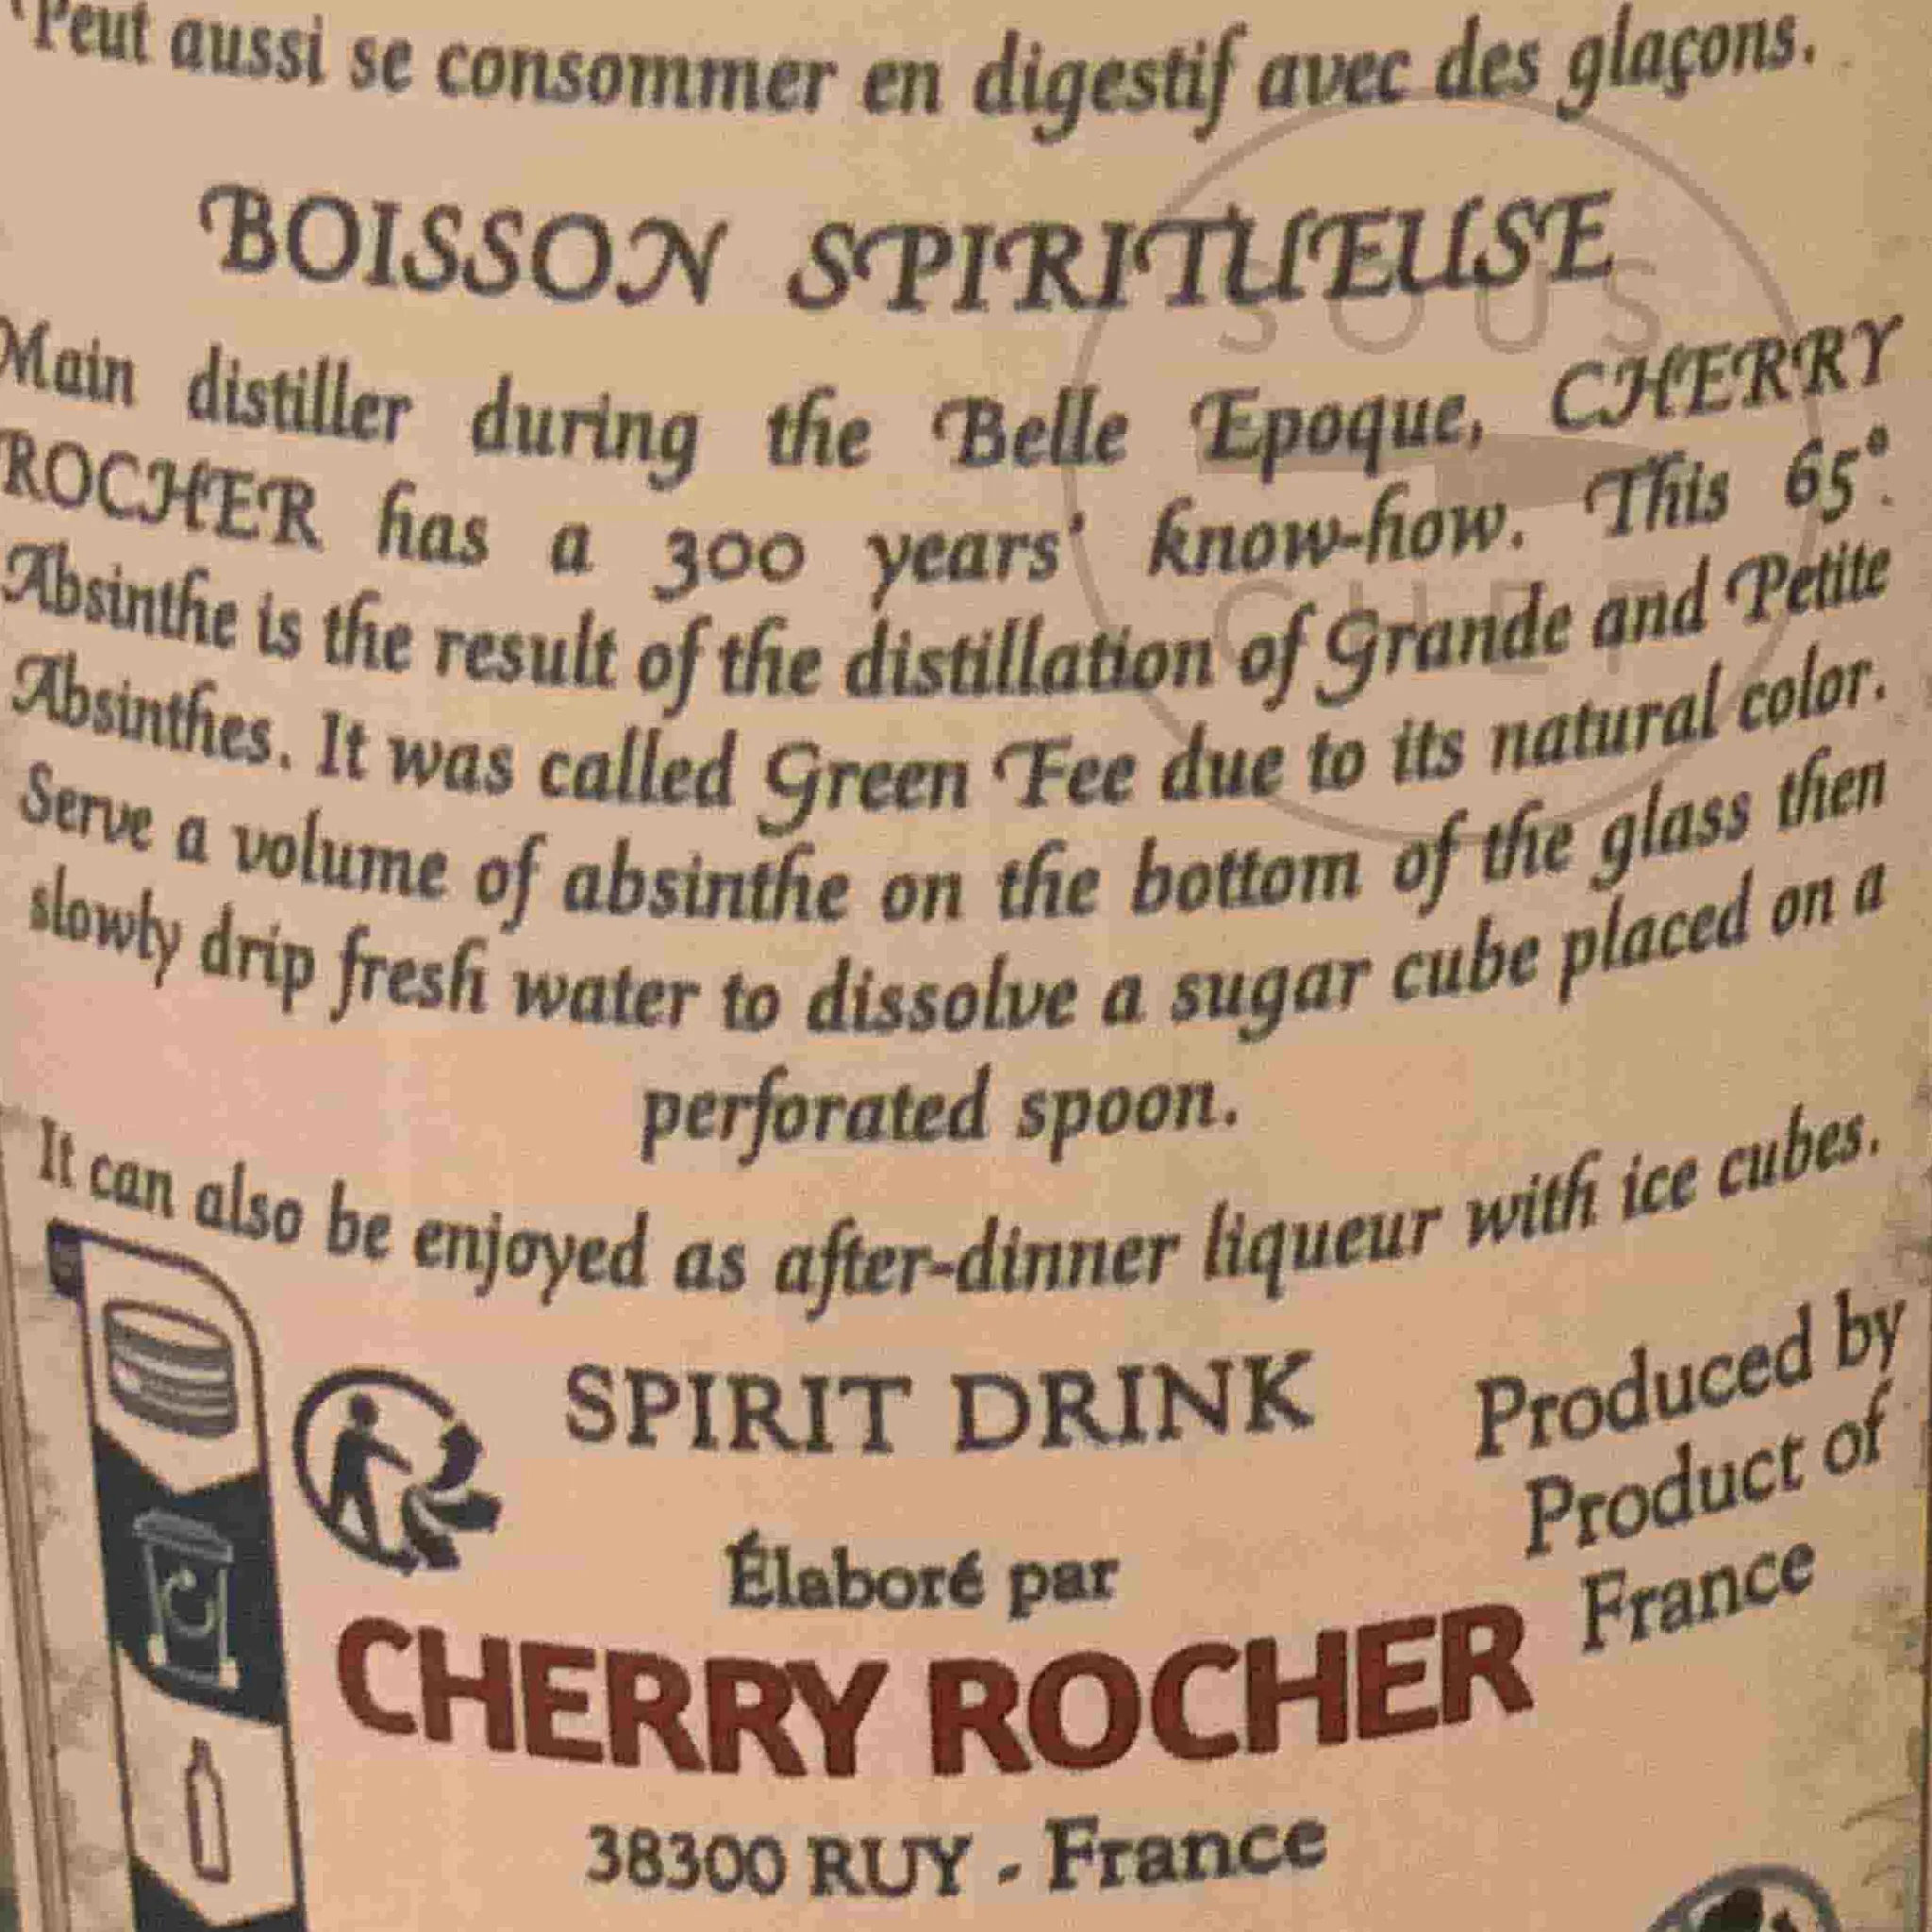 Peut aussi se consommer en digestif avec des glaçons.
BOISSON SPIRITUEUSE
Main distiller during the Belle Epoque, CHERRY
ROCHER has a 300 years' know-how. This 65°
Absinthe is the result of the distillation of Grande and Petite
Absinthes. It was called Green Fee due to its natural color.
Serve a volume of absinthe on the bottom of the glass then
slowly drip fresh water to dissolve a sugar cube placed on a
perforated spoon.
It can also be enjoyed as after-dinner liqueur with ice cubes.
SPIRIT DRINK
Produced by
Product of
France
Élaboré par
CHERRY ROCHER
38300 RUY - France
SOUS
CHEF